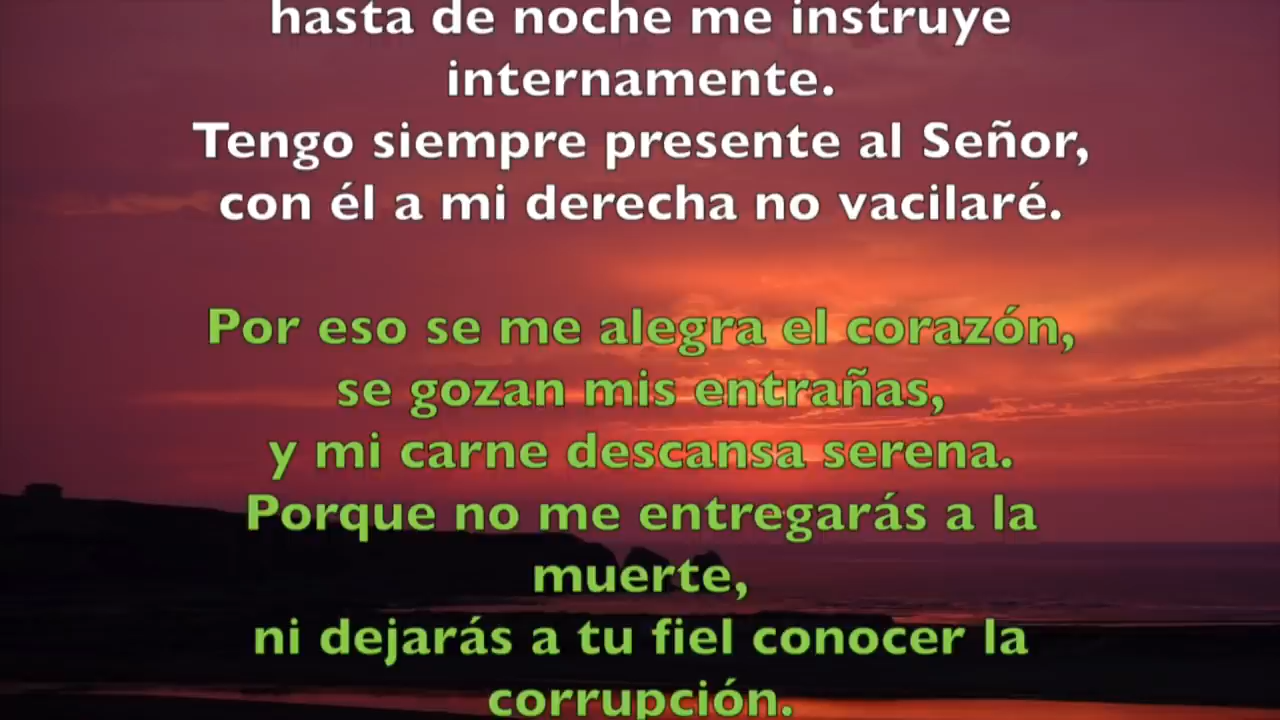 hasta de noche me instruye
internamente.
Tengo siempre presente al Señor,
con él a mi derecha no vacilaré.
Por eso se me alegra el corazón,
se gozan mis entrañas,
y mi carne descansa serena.
Porque no me entregarás a la
muerte,
ni dejarás a tu fiel conocer la
corrupción.